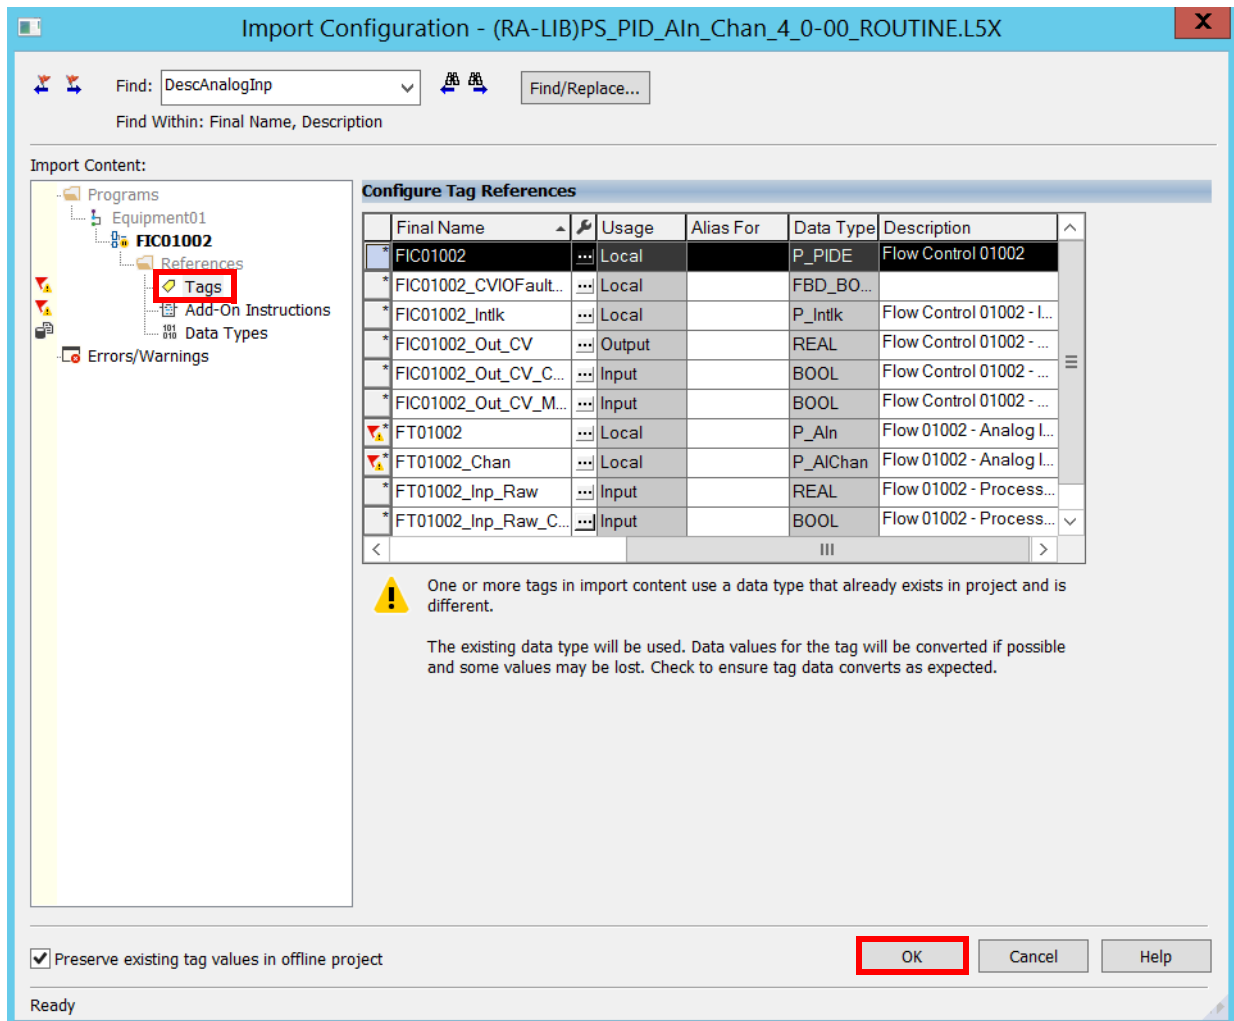 Import Configuration - (RA-LIB)PS_PID_AIn_Chan_4_0-00_ROUTINE.L5X
X
Find: DescAnalogInp
Find/Replace...
Find Within: Final Name, Description
Import Content:
Programs
Equipment01
FIC01002
References
Tags
Add-On Instructions
Data Types
Errors/Warnings
Configure Tag References
Final Name Usage Alias For Data Type Description
* FIC01002 ... Local P_PIDE Flow Control 01002
* FIC01002_CVIOFault... ... Local FBD_BO...
* FIC01002_Intlk ... Local P_Intlk Flow Control 01002 - I...
* FIC01002_Out_CV ... Output REAL Flow Control 01002 - ...
* FIC01002_Out_CV_C... ... Input BOOL Flow Control 01002 - ...
* FIC01002_Out_CV_M... ... Input BOOL Flow Control 01002 - ...
* FT01002 ... Local P_AIn Flow 01002 - Analog I...
* FT01002_Chan ... Local P_AIChan Flow 01002 - Analog I...
* FT01002_Inp_Raw ... Input REAL Flow 01002 - Process...
* FT01002_Inp_Raw_C... ... Input BOOL Flow 01002 - Process...
One or more tags in import content use a data type that already exists in project and is
different.
The existing data type will be used. Data values for the tag will be converted if possible
and some values may be lost. Check to ensure tag data converts as expected.
Preserve existing tag values in offline project
OK
Cancel
Help
Ready